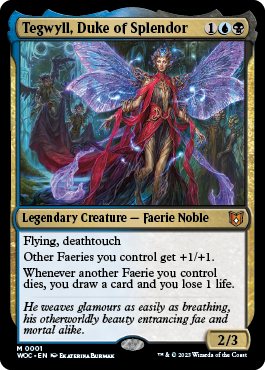 Tegwyll, Duke of Splendor 1
Legendary Creature — Faerie Noble
Flying, deathtouch
Other Faeries you control get +1/+1.
Whenever another Faerie you control
dies, you draw a card and you lose 1 life.
He weaves glamours as easily as breathing,
his otherworldly beauty entrancing fae and
mortal alike.
2/3
M 0001
WOC • EN Ekaterina Burmak
™ & © 2023 Wizards of the Coast